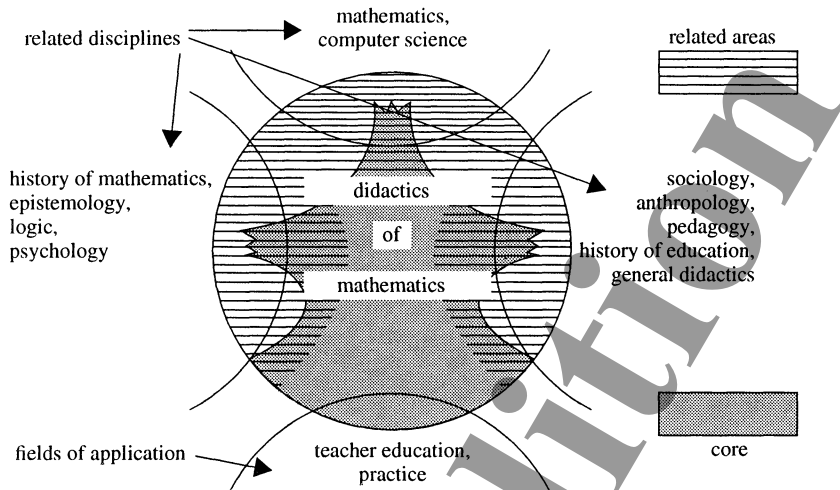 related disciplines
mathematics,
computer science
related areas
history of mathematics,
epistemology,
logic,
psychology
didactics
of
mathematics
sociology,
anthropology,
pedagogy,
history of education,
general didactics
core
fields of application
teacher education,
practice
lition